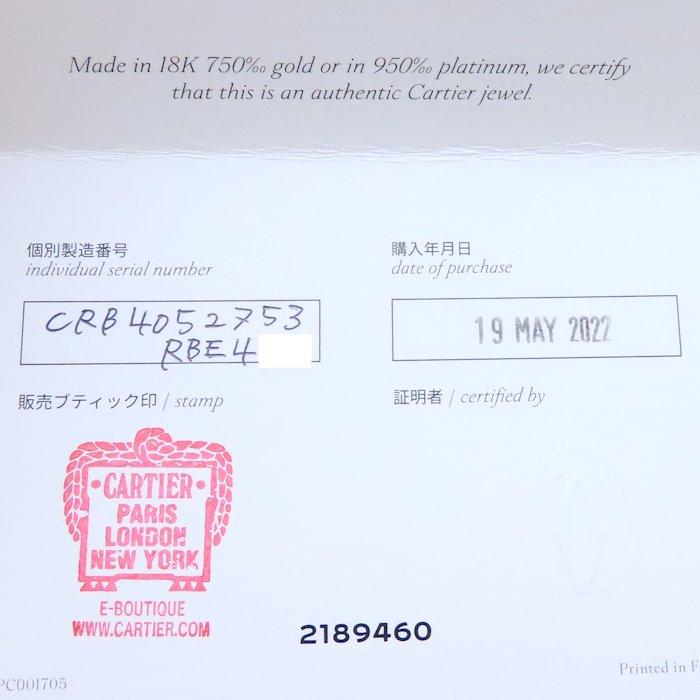 Made in 18K 750‰ gold or in 950‰ platinum, we certify
that this is an authentic Cartier jewel.
個別製造番号
individual serial number
CRB4052753
RBE4
購入年月日
date of purchase
19 MAY 2022
販売ブティック印 / stamp
証明者 / certified by
CARTIER
PARIS
LONDON
NEW YORK
E-BOUTIQUE
WWW.CARTIER.COM
2189460
PC001705
Printed in F